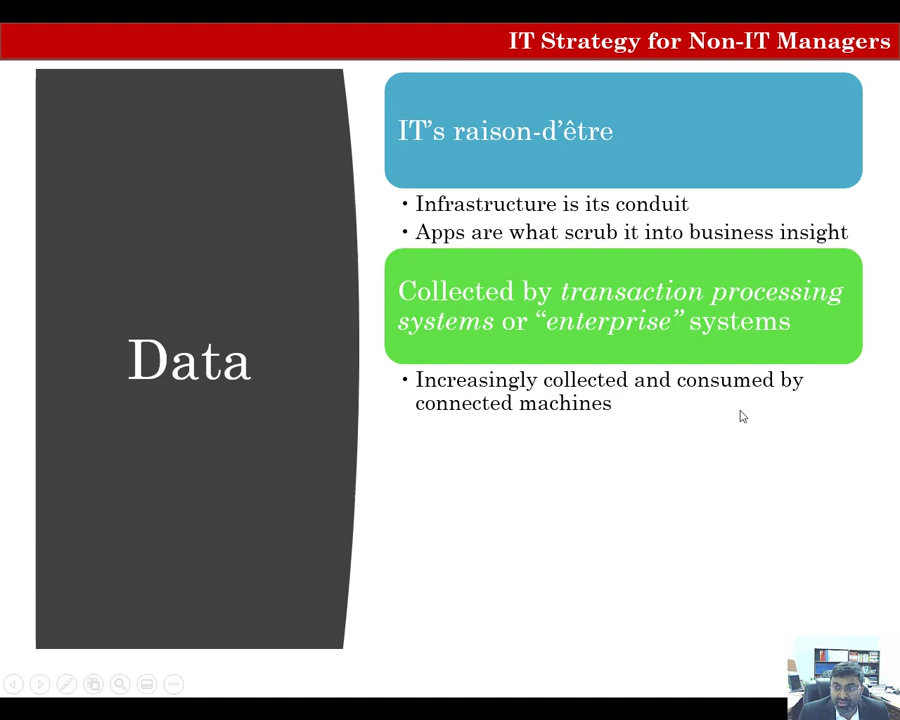 IT Strategy for Non-IT Managers
Data
IT’s raison-d’être
• Infrastructure is its conduit
• Apps are what scrub it into business insight
Collected by transaction processing
systems or “enterprise” systems
• Increasingly collected and consumed by
connected machines